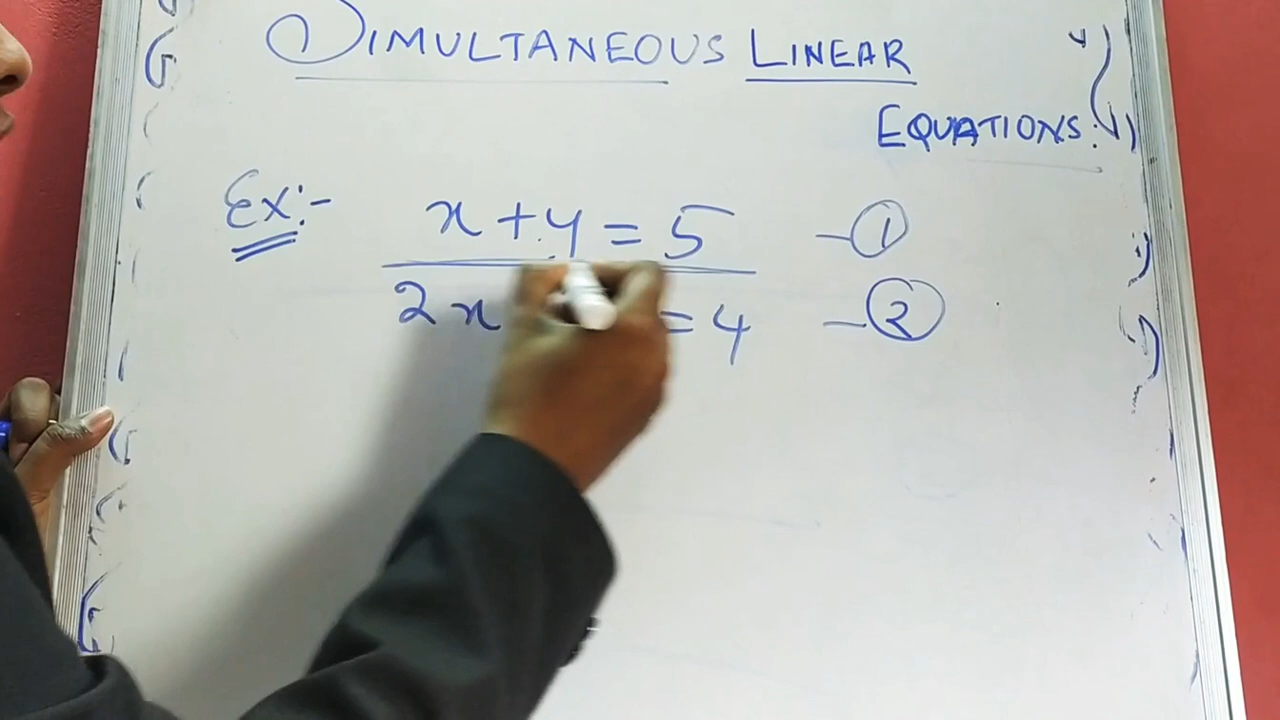 SIMULTANEOUS LINEAR
EQUATIONS:
Ex:-
x+y=5 -①
2x =4 -②